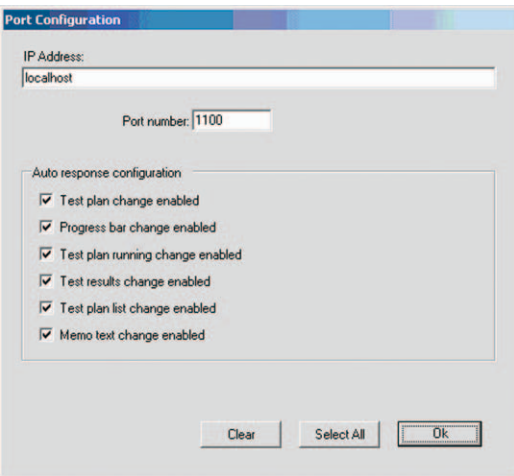 Port Configuration
IP Address:
localhost
Port number: 1100
Auto response configuration
Test plan change enabled
Progress bar change enabled
Test plan running change enabled
Test results change enabled
Test plan list change enabled
Memo text change enabled
Clear Select All Ok